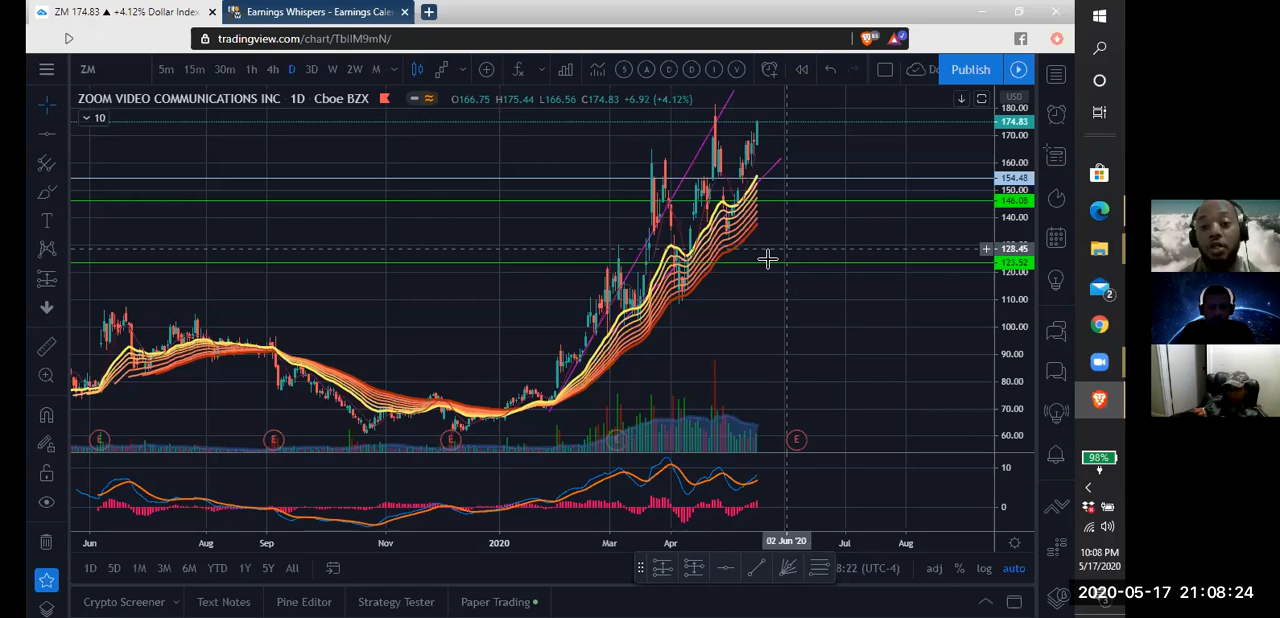 ZM 174.83 ▲ +4.12% Dollar Index
Earnings Whispers - Earnings Cale
tradingview.com/chart/TbIIM9mN/
ZM 5m 15m 30m 1h 4h D 3D W 2W M Publish
ZOOM VIDEO COMMUNICATIONS INC · 1D · Cboe BZX O166.75 H175.44 L166.56 C174.83 +6.92 (+4.12%)
10
USD
180.00
174.83
170.00
160.00
154.48
150.00
146.08
140.00
128.45
123.52
120.00
110.00
100.00
90.00
80.00
70.00
60.00
E E E E E
10
0
Jun Aug Sep Nov 2020 Mar Apr 02 Jun '20 Jul Aug
1D 5D 1M 3M 6M YTD 1Y 5Y All 8:22 (UTC-4) adj % log auto
Crypto Screener Text Notes Pine Editor Strategy Tester Paper Trading
2
98%
10:08 PM
5/17/2020
2020-05-17 21:08:24